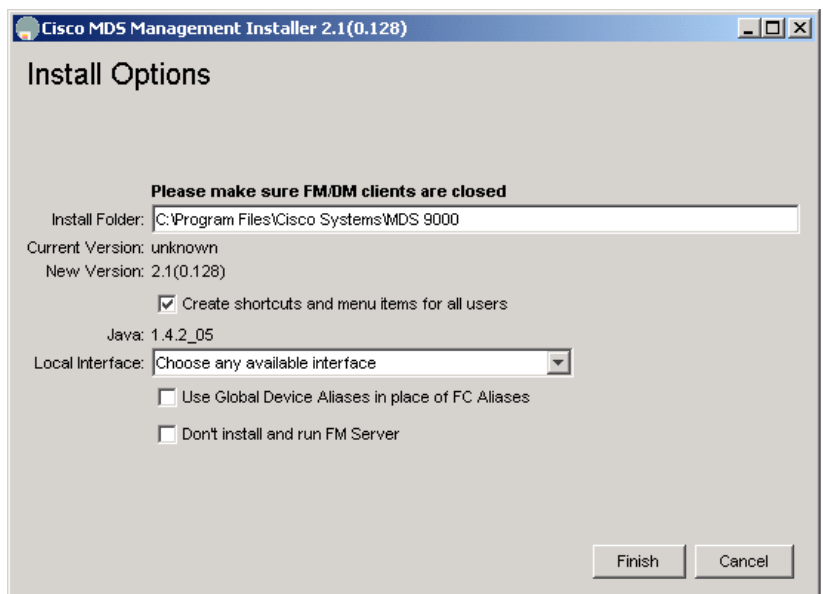 Cisco MDS Management Installer 2.1(0.128)
Install Options
Please make sure FM/DM clients are closed
Install Folder: C:\Program Files\Cisco Systems\MDS 9000
Current Version: unknown
New Version: 2.1(0.128)
Create shortcuts and menu items for all users
Java: 1.4.2_05
Local Interface: Choose any available interface
Use Global Device Aliases in place of FC Aliases
Don't install and run FM Server
Finish Cancel